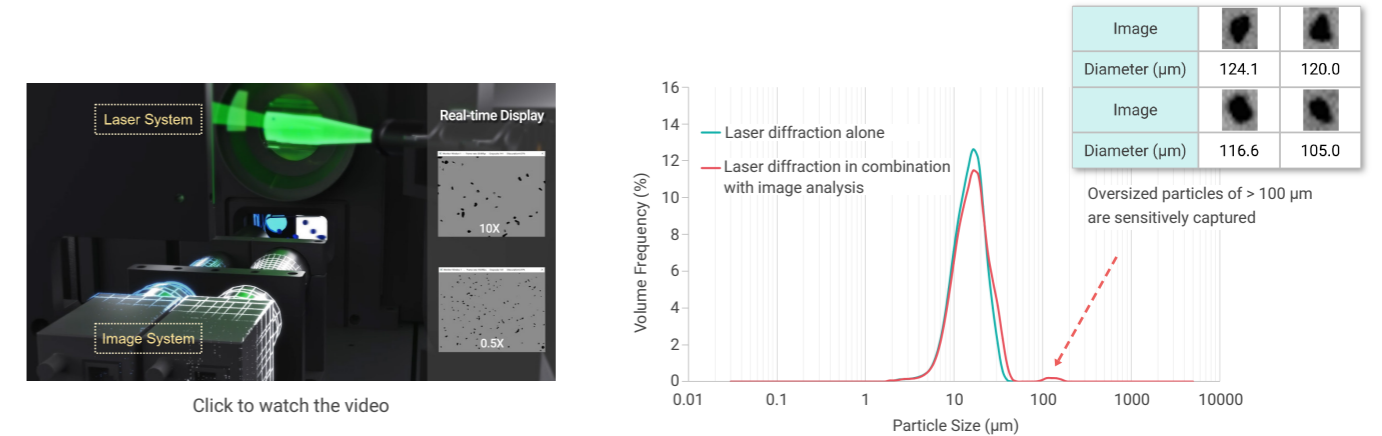 Laser System
Real-time Display
10X
0.5X
Image System
Click to watch the video
Laser diffraction alone
Laser diffraction in combination
with image analysis
Volume Frequency (%)
16
14
12
10
8
6
4
2
0
0.01 0.1 1 10 100 1000 10000
Particle Size (μm)
Image
Diameter (μm) 124.1 120.0
Image
Diameter (μm) 116.6 105.0
Oversized particles of > 100 μm
are sensitively captured